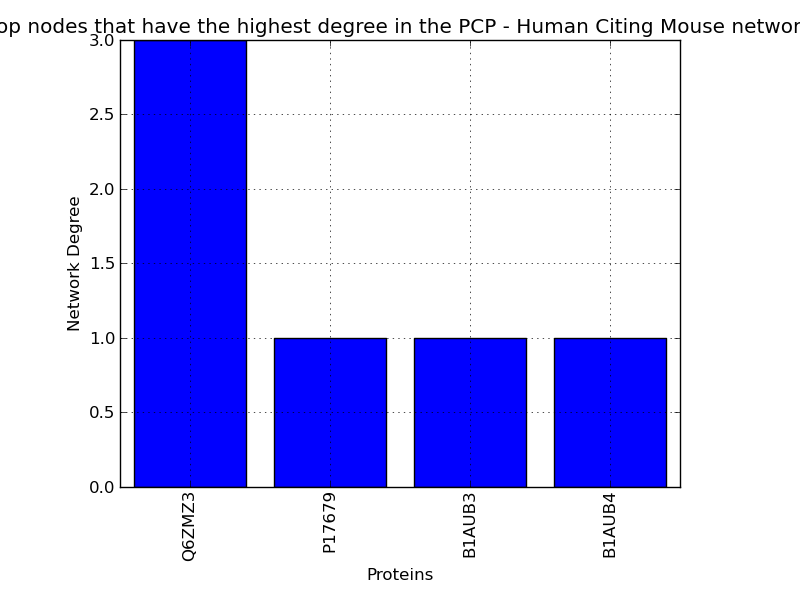 op nodes that have the highest degree in the PCP - Human Citing Mouse networ
3.0
2.5
2.0
1.5
1.0
0.5
0.0
Network Degree
Q6ZMZ3
P17679
B1AUB3
B1AUB4
Proteins